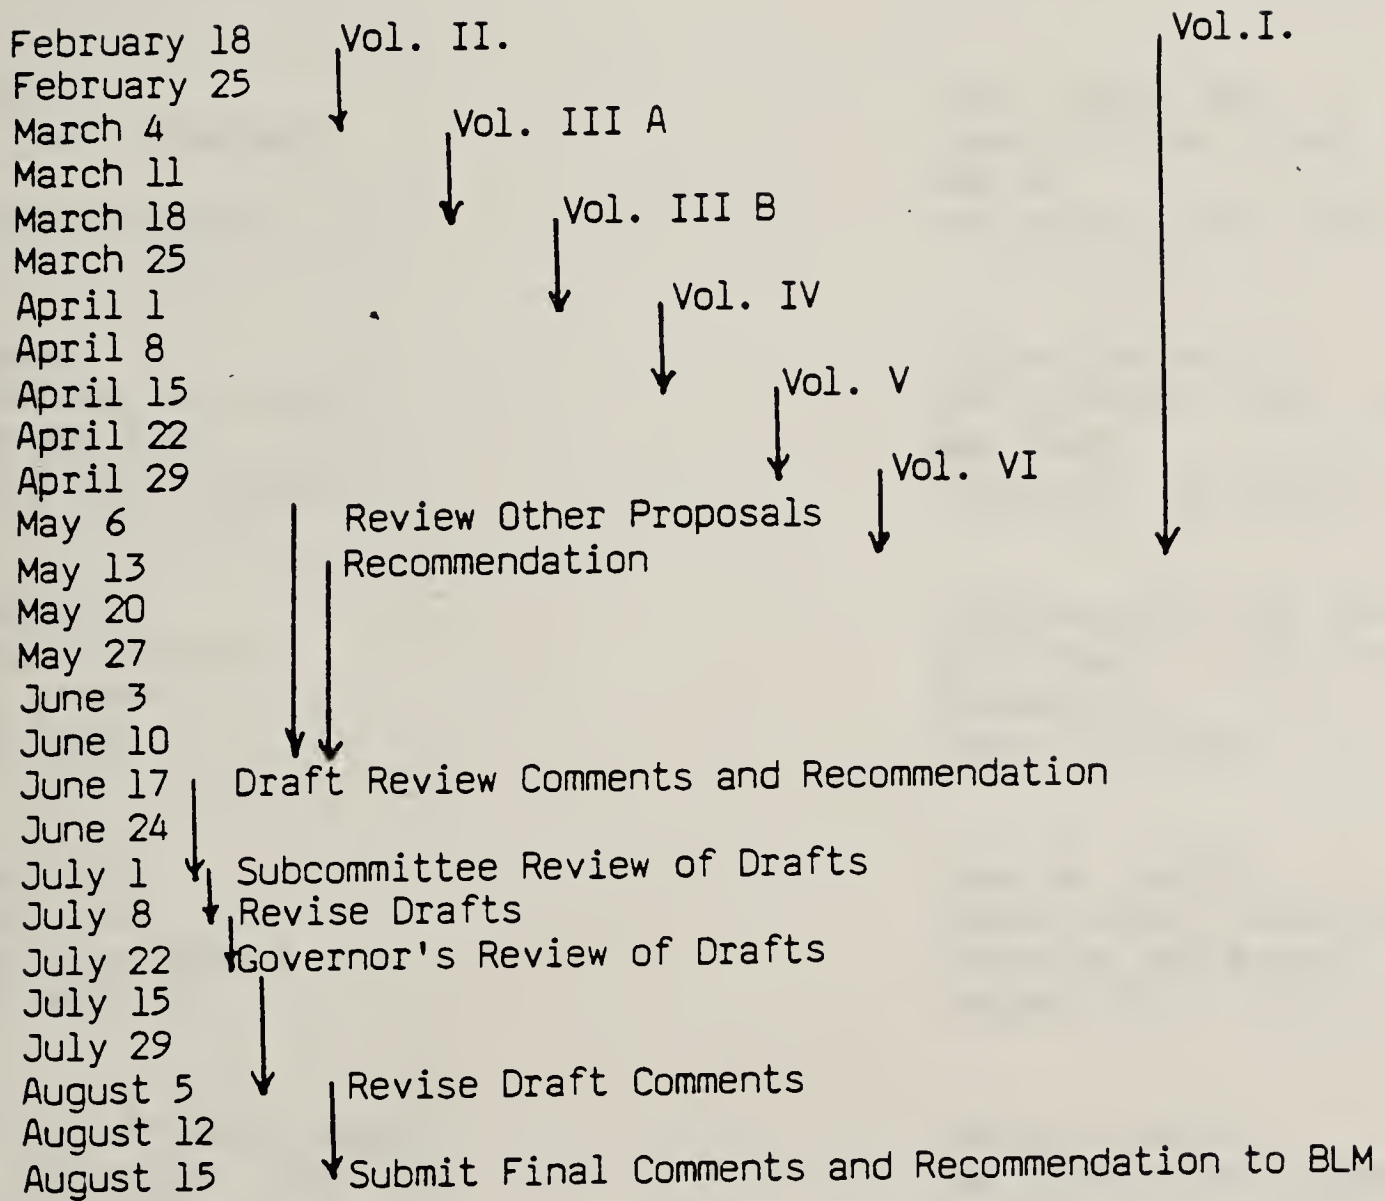 February 18 Vol. II. Vol.I.
February 25
March 4 Vol. III A
March 11
March 18 Vol. III B
March 25
April 1 Vol. IV
April 8
April 15 Vol. V
April 22
April 29 Vol. VI
May 6 Review Other Proposals
May 13 Recommendation
May 20
May 27
June 3
June 10
June 17 Draft Review Comments and Recommendation
June 24
July 1 Subcommittee Review of Drafts
July 8 Revise Drafts
July 22 Governor's Review of Drafts
July 15
July 29
August 5 Revise Draft Comments
August 12
August 15 Submit Final Comments and Recommendation to BLM